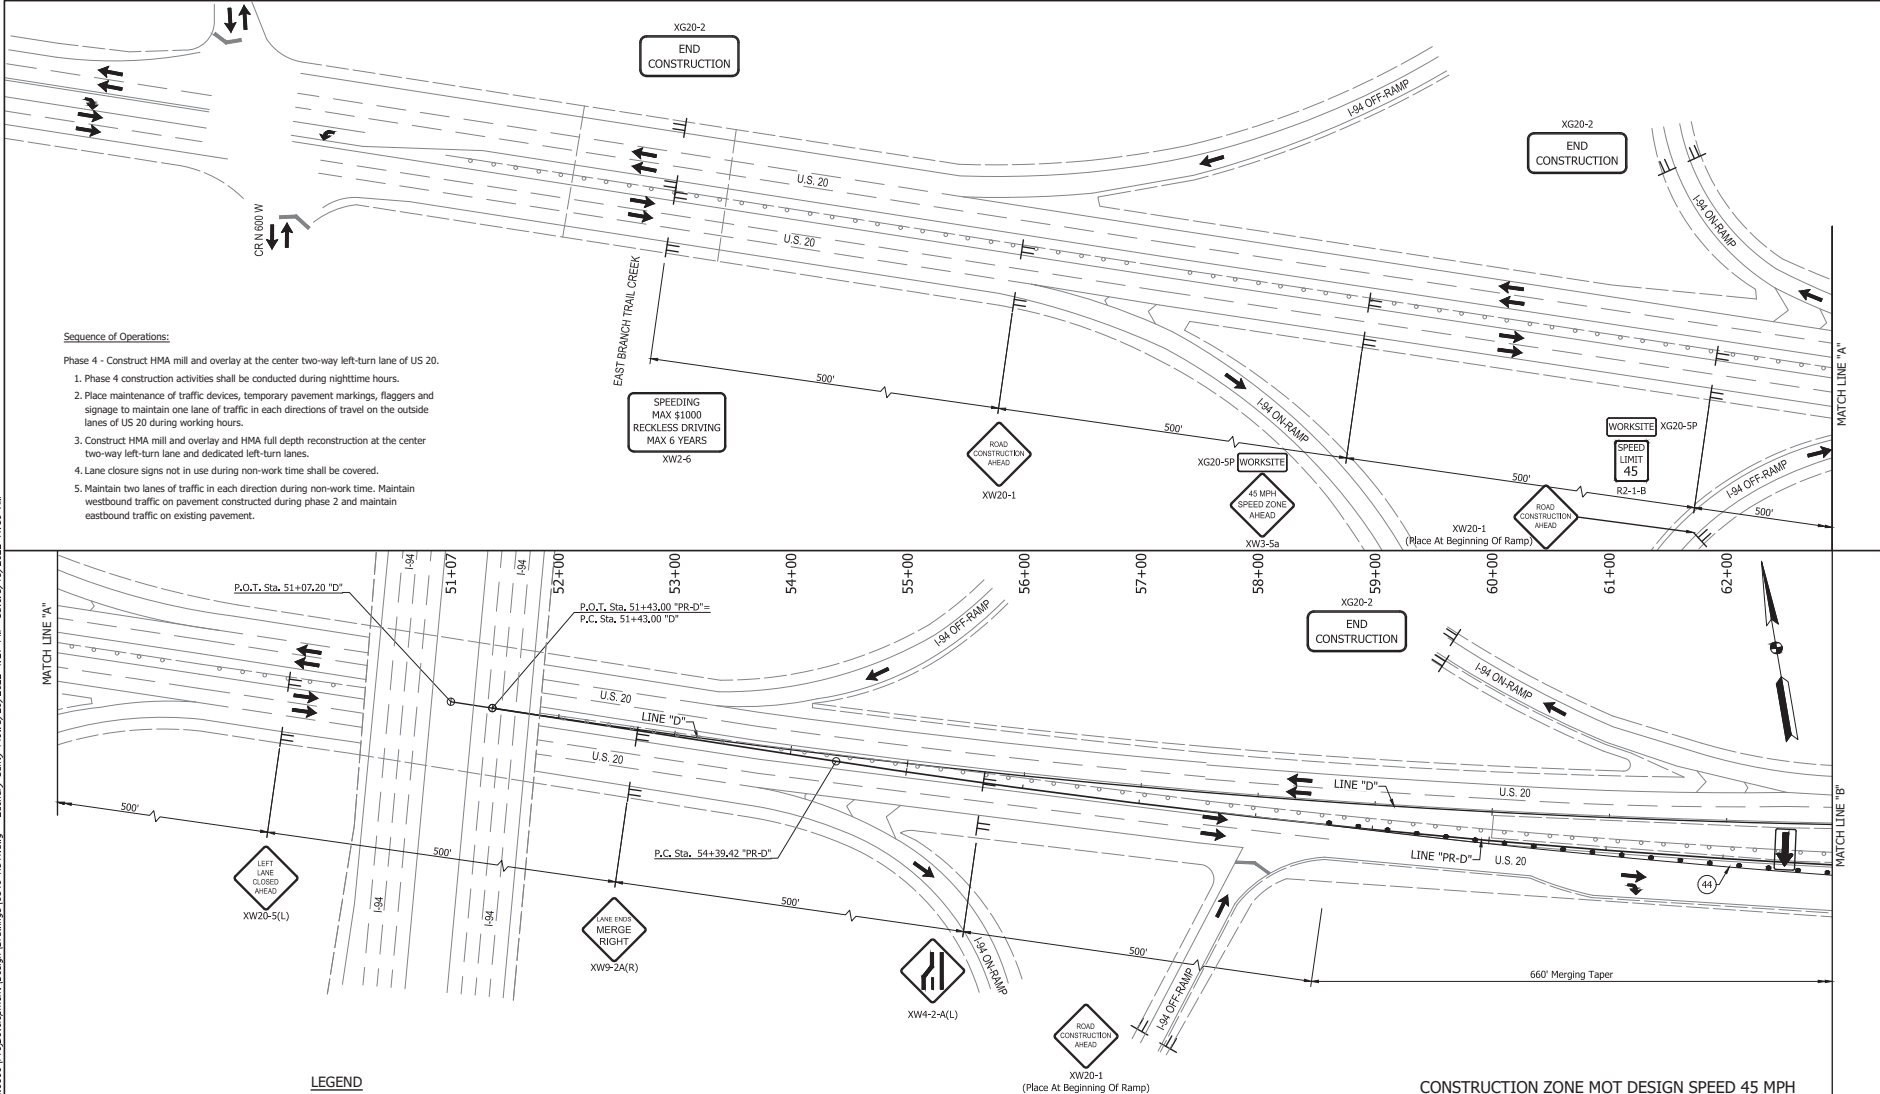 XG20-2
END
CONSTRUCTION
I-94 OFF-RAMP
XG20-2
END
CONSTRUCTION
U.S. 20
I-94 ON-RAMP
CR N 600 W
U.S. 20
EAST BRANCH TRAIL CREEK
Sequence of Operations:
Phase 4 - Construct HMA mill and overlay at the center two-way left-turn lane of US 20.
1. Phase 4 construction activities shall be conducted during nighttime hours.
2. Place maintenance of traffic devices, temporary pavement markings, flaggers and
signage to maintain one lane of traffic in each directions of travel on the outside
lanes of US 20 during working hours.
3. Construct HMA mill and overlay and HMA full depth reconstruction at the center
two-way left-turn lane and dedicated left-turn lanes.
4. Lane closure signs not in use during non-work time shall be covered.
5. Maintain two lanes of traffic in each direction during non-work time. Maintain
westbound traffic on pavement constructed during phase 2 and maintain
eastbound traffic on existing pavement.
500'
SPEEDING
MAX $1000
RECKLESS DRIVING
MAX 6 YEARS
XW2-6
ROAD
CONSTRUCTION
AHEAD
XW20-1
500'
I-94 ON-RAMP
XG20-5P WORKSITE
45 MPH
SPEED ZONE
AHEAD
XW3-5a
500'
WORKSITE XG20-5P
SPEED
LIMIT
45
R2-1-B
XW20-1
(Place At Beginning Of Ramp)
ROAD
CONSTRUCTION
AHEAD
I-94 OFF-RAMP
500'
MATCH LINE "A"
MATCH LINE "A"
I-94
I-94
51+07
52+00
53+00
54+00
55+00
56+00
57+00
58+00
59+00
60+00
61+00
62+00
P.O.T. Sta. 51+07.20 "D"
P.O.T. Sta. 51+43.00 "PR-D"=
P.C. Sta. 51+43.00 "D"
I-94 OFF-RAMP
XG20-2
END
CONSTRUCTION
I-94 ON-RAMP
U.S. 20
LINE "D"
U.S. 20
LINE "D"
U.S. 20
500'
500'
P.C. Sta. 54+39.42 "PR-D"
LINE "PR-D"
U.S. 20
44
MATCH LINE "B"
LEFT
LANE
CLOSED
AHEAD
XW20-5(L)
I-94
I-94
500'
LANE ENDS
MERGE
RIGHT
XW9-2A(R)
I-94 ON-RAMP
XW4-2-A(L)
500'
I-94 OFF-RAMP
660' Merging Taper
ROAD
CONSTRUCTION
AHEAD
XW20-1
(Place At Beginning Of Ramp)
LEGEND
CONSTRUCTION ZONE MOT DESIGN SPEED 45 MPH